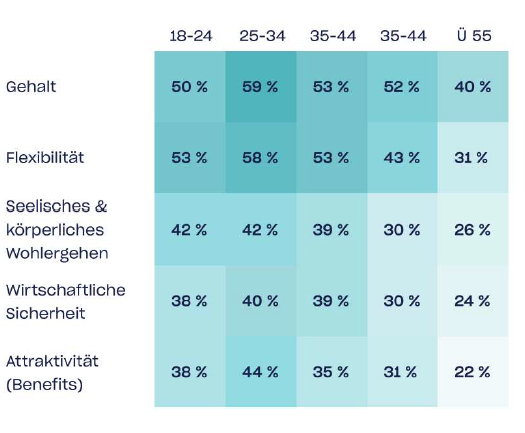 18-24 25-34 35-44 35-44 Ü 55
Gehalt 50 % 59 % 53 % 52 % 40 %
Flexibilität 53 % 58 % 53 % 43 % 31 %
Seelisches &
körperliches 42 % 42 % 39 % 30 % 26 %
Wohlergehen
Wirtschaftliche
Sicherheit 38 % 40 % 39 % 30 % 24 %
Attraktivität
(Benefits) 38 % 44 % 35 % 31 % 22 %